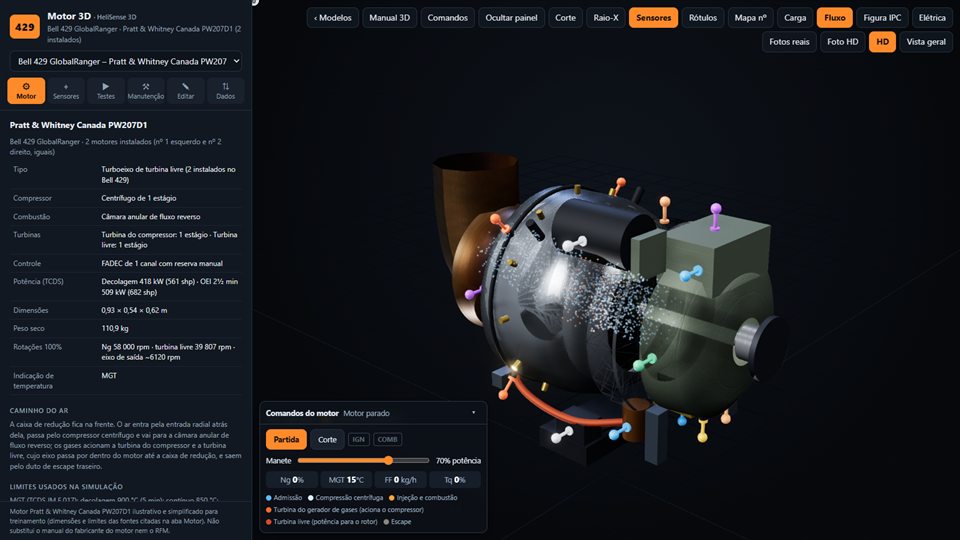 429
Motor 3D · HeliSense 3D
Bell 429 GlobalRanger · Pratt & Whitney Canada PW207D1 (2
instalados)
Bell 429 GlobalRanger – Pratt & Whitney Canada PW207
Motor
Sensores
Testes
Manutenção
Editar
Dados
Pratt & Whitney Canada PW207D1
Bell 429 GlobalRanger · 2 motores instalados (nº 1 esquerdo e nº 2
direito, iguais)
Tipo
Turboeixo de turbina livre (2 instalados no
Bell 429)
Compressor
Centrífugo de 1 estágio
Combustão
Câmara anular de fluxo reverso
Turbinas
Turbina do compressor: 1 estágio · Turbina
livre: 1 estágio
Controle
FADEC de 1 canal com reserva manual
Potência (TCDS)
Decolagem 418 kW (561 shp) · OEI 2½ min
509 kW (682 shp)
Dimensões
0,93 × 0,54 × 0,62 m
Peso seco
110,9 kg
Rotações 100%
Ng 58 000 rpm · turbina livre 39 807 rpm ·
eixo de saída ~6120 rpm
Indicação de
temperatura
MGT
CAMINHO DO AR
A caixa de redução fica na frente. O ar entra pela entrada radial atrás
dela, passa pelo compressor centrífugo e vai para a câmara anular de
fluxo reverso; os gases acionam a turbina do compressor e a turbina
livre, cujo eixo passa por dentro do motor até a caixa de redução, e saem
pelo duto de escape traseiro.
LIMITES USADOS NA SIMULAÇÃO
MGT (TCDS IM.E.017): decolagem 900 °C (5 min); contínuo 850 °C;
Motor Pratt & Whitney Canada PW207D1 ilustrativo e simplificado para
treinamento (dimensões e limites das fontes citadas na aba Motor). Não
substitui o manual do fabricante do motor nem o RFM.
‹ Modelos
Manual 3D
Comandos
Ocultar painel
Corte
Raio-X
Sensores
Rótulos
Mapa nº
Carga
Fluxo
Figura IPC
Elétrica
Fotos reais
Foto HD
HD
Vista geral
Comandos do motor Motor parado
Partida
Corte
IGN
COMB
Manete
70% potência
Ng 0%
MGT 15°C
FF 0 kg/h
Tq 0%
Admissão
Compressão centrífuga
Injeção e combustão
Turbina do gerador de gases (aciona o compressor)
Turbina livre (potência para o rotor)
Escape